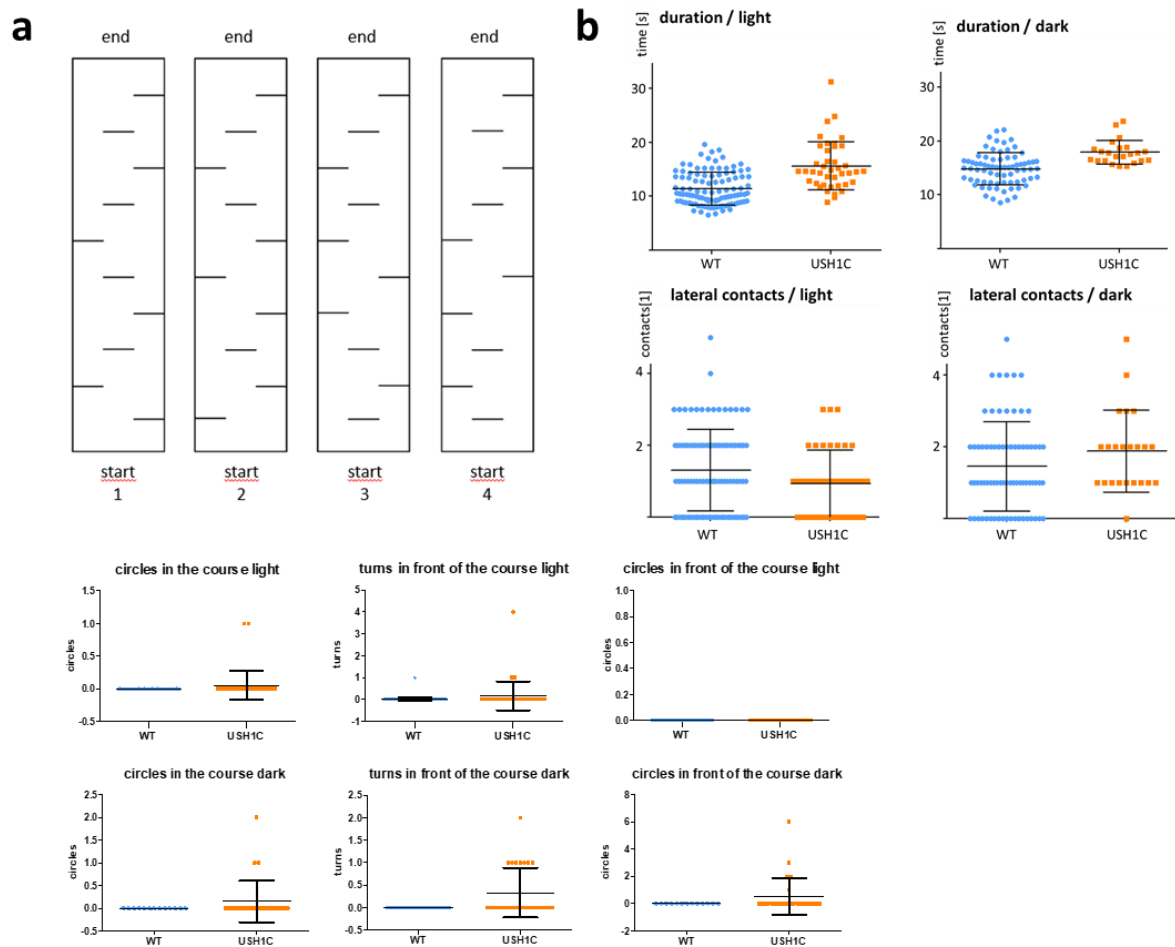 a
end end end end
start start start start
1 2 3 4
b
duration / light
time [s]
30
20
10
WT USH1C
duration / dark
time [s]
30
20
10
WT USH1C
lateral contacts / light
contacts[1]
4
2
0
WT USH1C
lateral contacts / dark
contacts[1]
4
2
0
WT USH1C
circles in the course light
circles
1.5
1.0
0.5
0.0
-0.5
WT USH1C
turns in front of the course light
turns
5
4
3
2
1
0
-1
WT USH1C
circles in front of the course light
circles
1.0
0.8
0.6
0.4
0.2
0.0
WT USH1C
circles in the course dark
circles
2.5
2.0
1.5
1.0
0.5
0.0
-0.5
WT USH1C
turns in front of the course dark
turns
2.5
2.0
1.5
1.0
0.5
0.0
-0.5
WT USH1C
circles in front of the course dark
circles
8
6
4
2
0
-2
WT USH1C